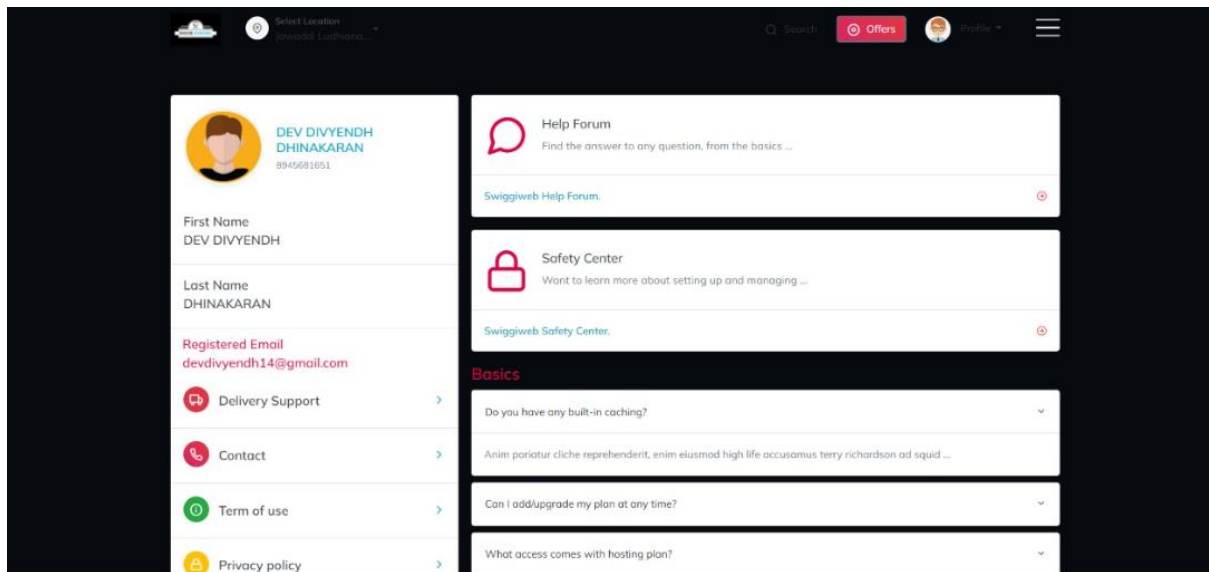 Select Location
Jawaddi Ludhiana...
Search
Offers
Profile
DEV DIVYENDH
DHINAKARAN
8945681651
First Name
DEV DIVYENDH
Last Name
DHINAKARAN
Registered Email
devdivyendh14@gmail.com
Delivery Support
Contact
Term of use
Privacy policy
Help Forum
Find the answer to any question, from the basics ...
Swiggiweb Help Forum.
Safety Center
Want to learn more about setting up and managing ...
Swiggiweb Safety Center.
Basics
Do you have any built-in caching?
Anim pariatur cliche reprehenderit, enim eiusmod high life accusamus terry richardson ad squid ...
Can I add/upgrade my plan at any time?
What access comes with hosting plan?